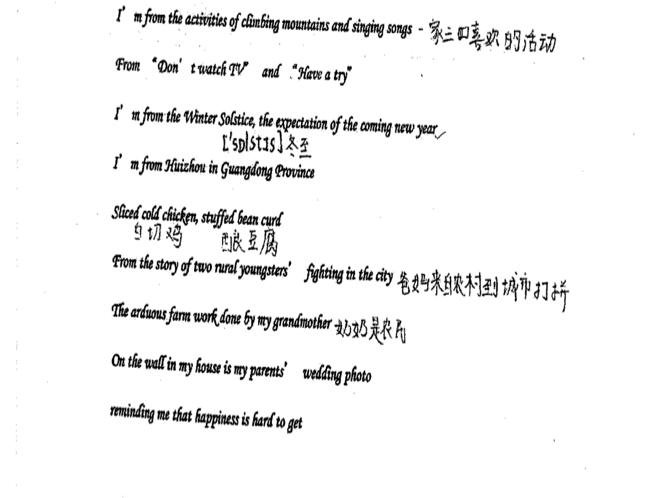 I'm from the activities of climbing mountains and singing songs - 家三口喜欢的活动
From "Don't watch TV" and "Have a try"
I'm from the Winter Solstice, the expectation of the coming new year
['sɒlstɪs] 冬至
I'm from Huizhou in Guangdong Province
Sliced cold chicken, stuffed bean curd
白切鸡 酿豆腐
From the story of two rural youngsters' fighting in the city 爸妈来自农村到城市打拼
The arduous farm work done by my grandmother 奶奶是农民
On the wall in my house is my parents' wedding photo
reminding me that happiness is hard to get